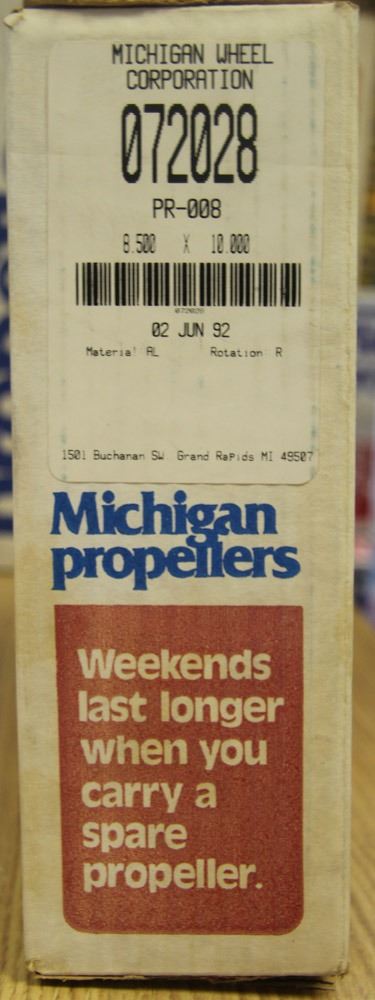 MICHIGAN WHEEL
CORPORATION
072028
PR-008
8.500 X 10.000
072028
02 JUN 92
Material AL Rotation R
1501 Buchanan SW Grand Rapids MI 49507
Michigan
propellers
Weekends
last longer
when you
carry a
spare
propeller.